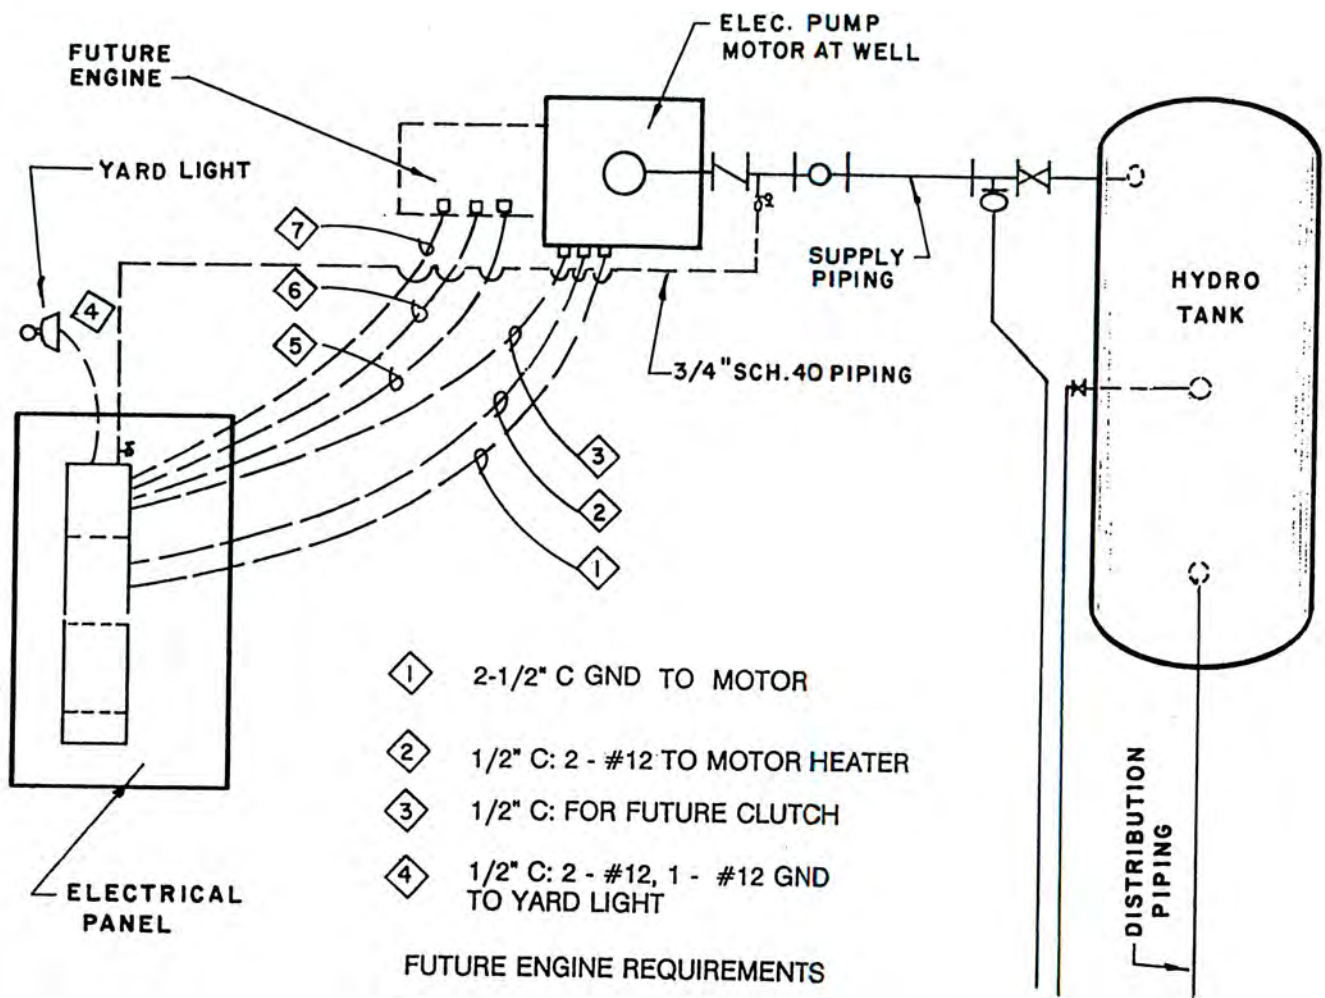 ELEC. PUMP
MOTOR AT WELL
FUTURE
ENGINE
YARD LIGHT
7
SUPPLY
PIPING
HYDRO
TANK
6
4
5
3/4" SCH.40 PIPING
3
2
1
1 2-1/2" C GND TO MOTOR
2 1/2" C: 2 - #12 TO MOTOR HEATER
3 1/2" C: FOR FUTURE CLUTCH
4 1/2" C: 2 - #12, 1 - #12 GND
TO YARD LIGHT
ELECTRICAL
PANEL
DISTRIBUTION
PIPING
FUTURE ENGINE REQUIREMENTS